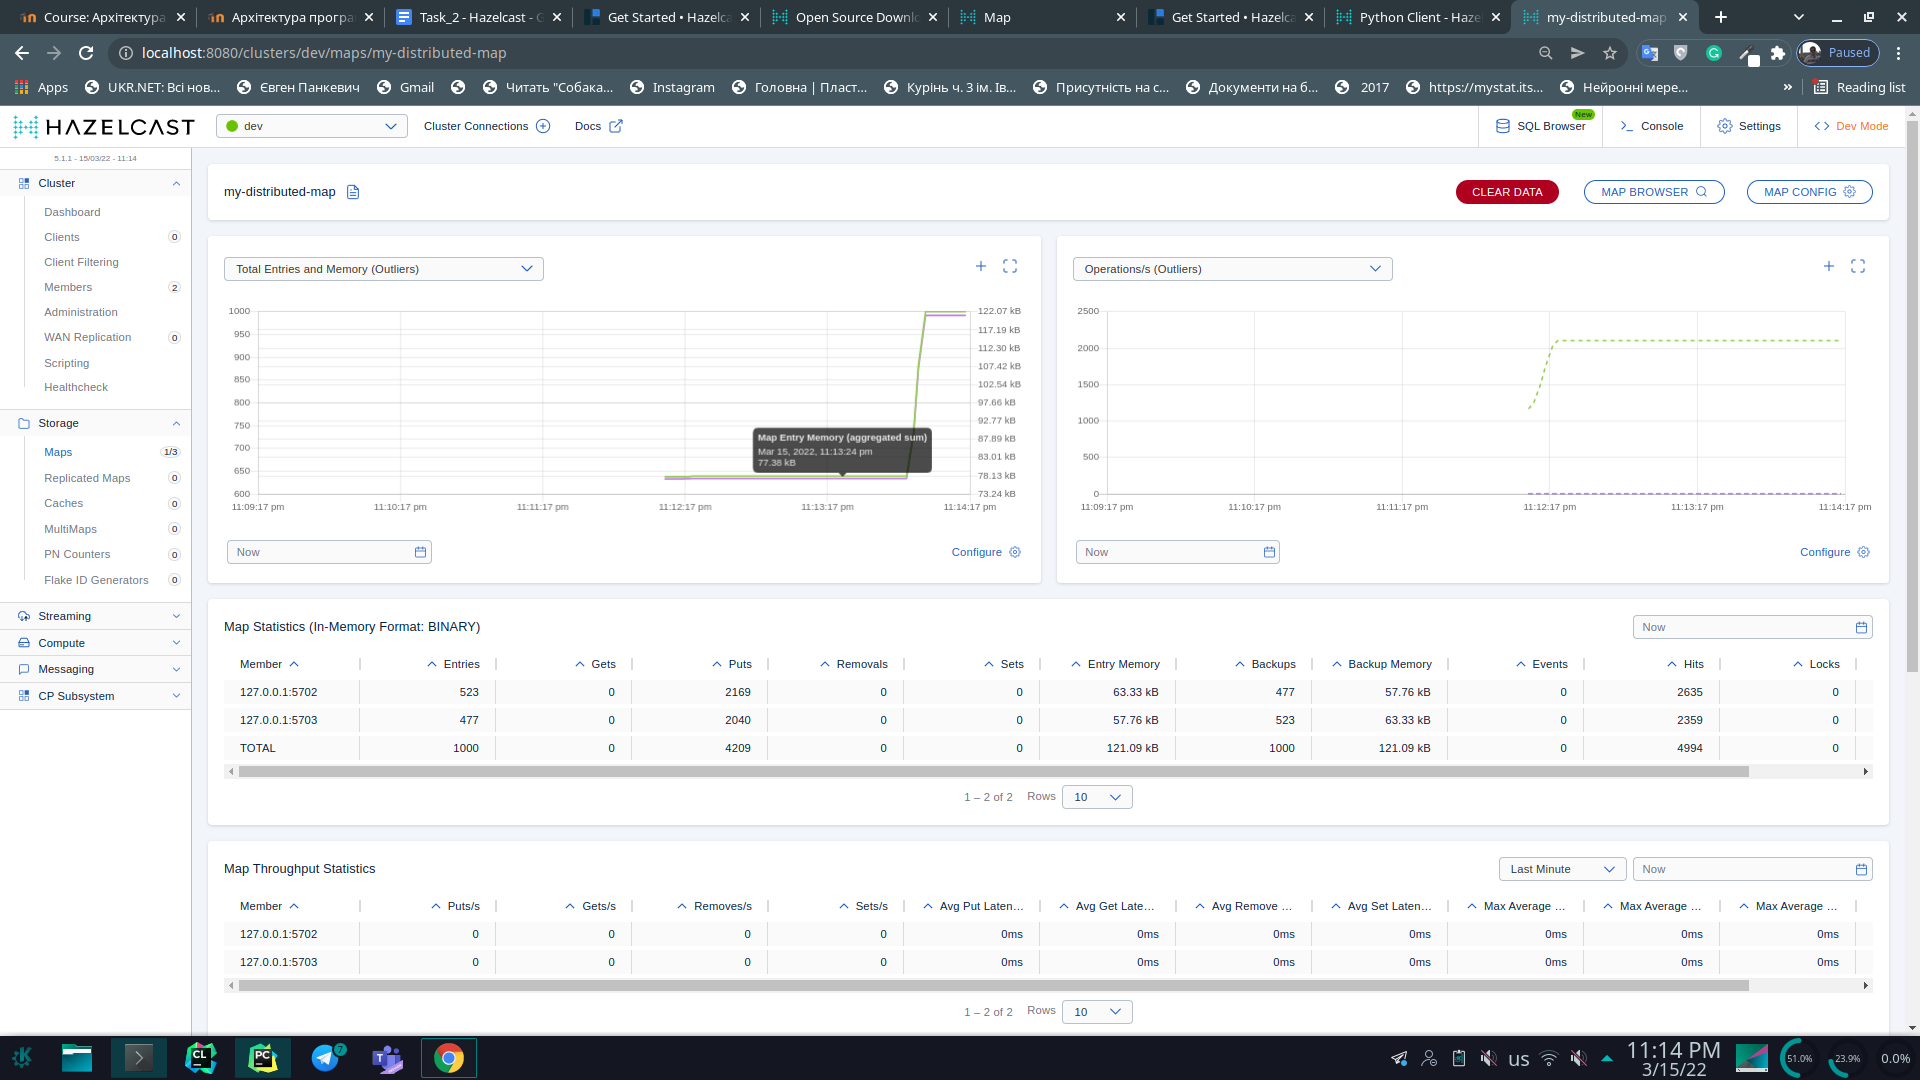 Course: Архітектура
Архітектура програ
Task_2 - Hazelcast - G
Get Started • Hazelca
Open Source Downlo
Map
Get Started • Hazelca
Python Client - Haze
my-distributed-map
localhost:8080/clusters/dev/maps/my-distributed-map
Paused
Apps
UKR.NET: Всі нов...
Євген Панкевич
Gmail
Читать "Собака...
Instagram
Головна | Пласт...
Курінь ч. 3 ім. Ів...
Присутність на с...
Документи на б...
2017
https://mystat.its...
Нейронні мере...
»
Reading list
HAZELCAST
dev
Cluster Connections
Docs
SQL Browser
New
Console
Settings
Dev Mode
5.1.1 - 15/03/22 - 11:14
Cluster
Dashboard
Clients 0
Client Filtering
Members 2
Administration
WAN Replication 0
Scripting
Healthcheck
Storage
Maps 1/3
Replicated Maps 0
Caches 0
MultiMaps 0
PN Counters 0
Flake ID Generators 0
Streaming
Compute
Messaging
CP Subsystem
my-distributed-map
CLEAR DATA
MAP BROWSER
MAP CONFIG
Total Entries and Memory (Outliers)
1000
950
900
850
800
750
700
650
600
122.07 kB
117.19 kB
112.30 kB
107.42 kB
102.54 kB
97.66 kB
92.77 kB
87.89 kB
83.01 kB
78.13 kB
73.24 kB
Map Entry Memory (aggregated sum)
Mar 15, 2022, 11:13:24 pm
77.38 kB
11:09:17 pm 11:10:17 pm 11:11:17 pm 11:12:17 pm 11:13:17 pm 11:14:17 pm
Now
Configure
Operations/s (Outliers)
2500
2000
1500
1000
500
0
11:09:17 pm 11:10:17 pm 11:11:17 pm 11:12:17 pm 11:13:17 pm 11:14:17 pm
Now
Configure
Map Statistics (In-Memory Format: BINARY)
Now
Member Entries Gets Puts Removals Sets Entry Memory Backups Backup Memory Events Hits Locks
127.0.0.1:5702 523 0 2169 0 0 63.33 kB 477 57.76 kB 0 2635 0
127.0.0.1:5703 477 0 2040 0 0 57.76 kB 523 63.33 kB 0 2359 0
TOTAL 1000 0 4209 0 0 121.09 kB 1000 121.09 kB 0 4994 0
1 – 2 of 2 Rows 10
Map Throughput Statistics
Last Minute
Now
Member Puts/s Gets/s Removes/s Sets/s Avg Put Laten... Avg Get Late... Avg Remove ... Avg Set Laten... Max Average ... Max Average ... Max Average ...
127.0.0.1:5702 0 0 0 0 0ms 0ms 0ms 0ms 0ms 0ms 0ms
127.0.0.1:5703 0 0 0 0 0ms 0ms 0ms 0ms 0ms 0ms 0ms
1 – 2 of 2 Rows 10
CL
PC
7
us
11:14 PM
3/15/22
51.0%
23.9%
0.0%